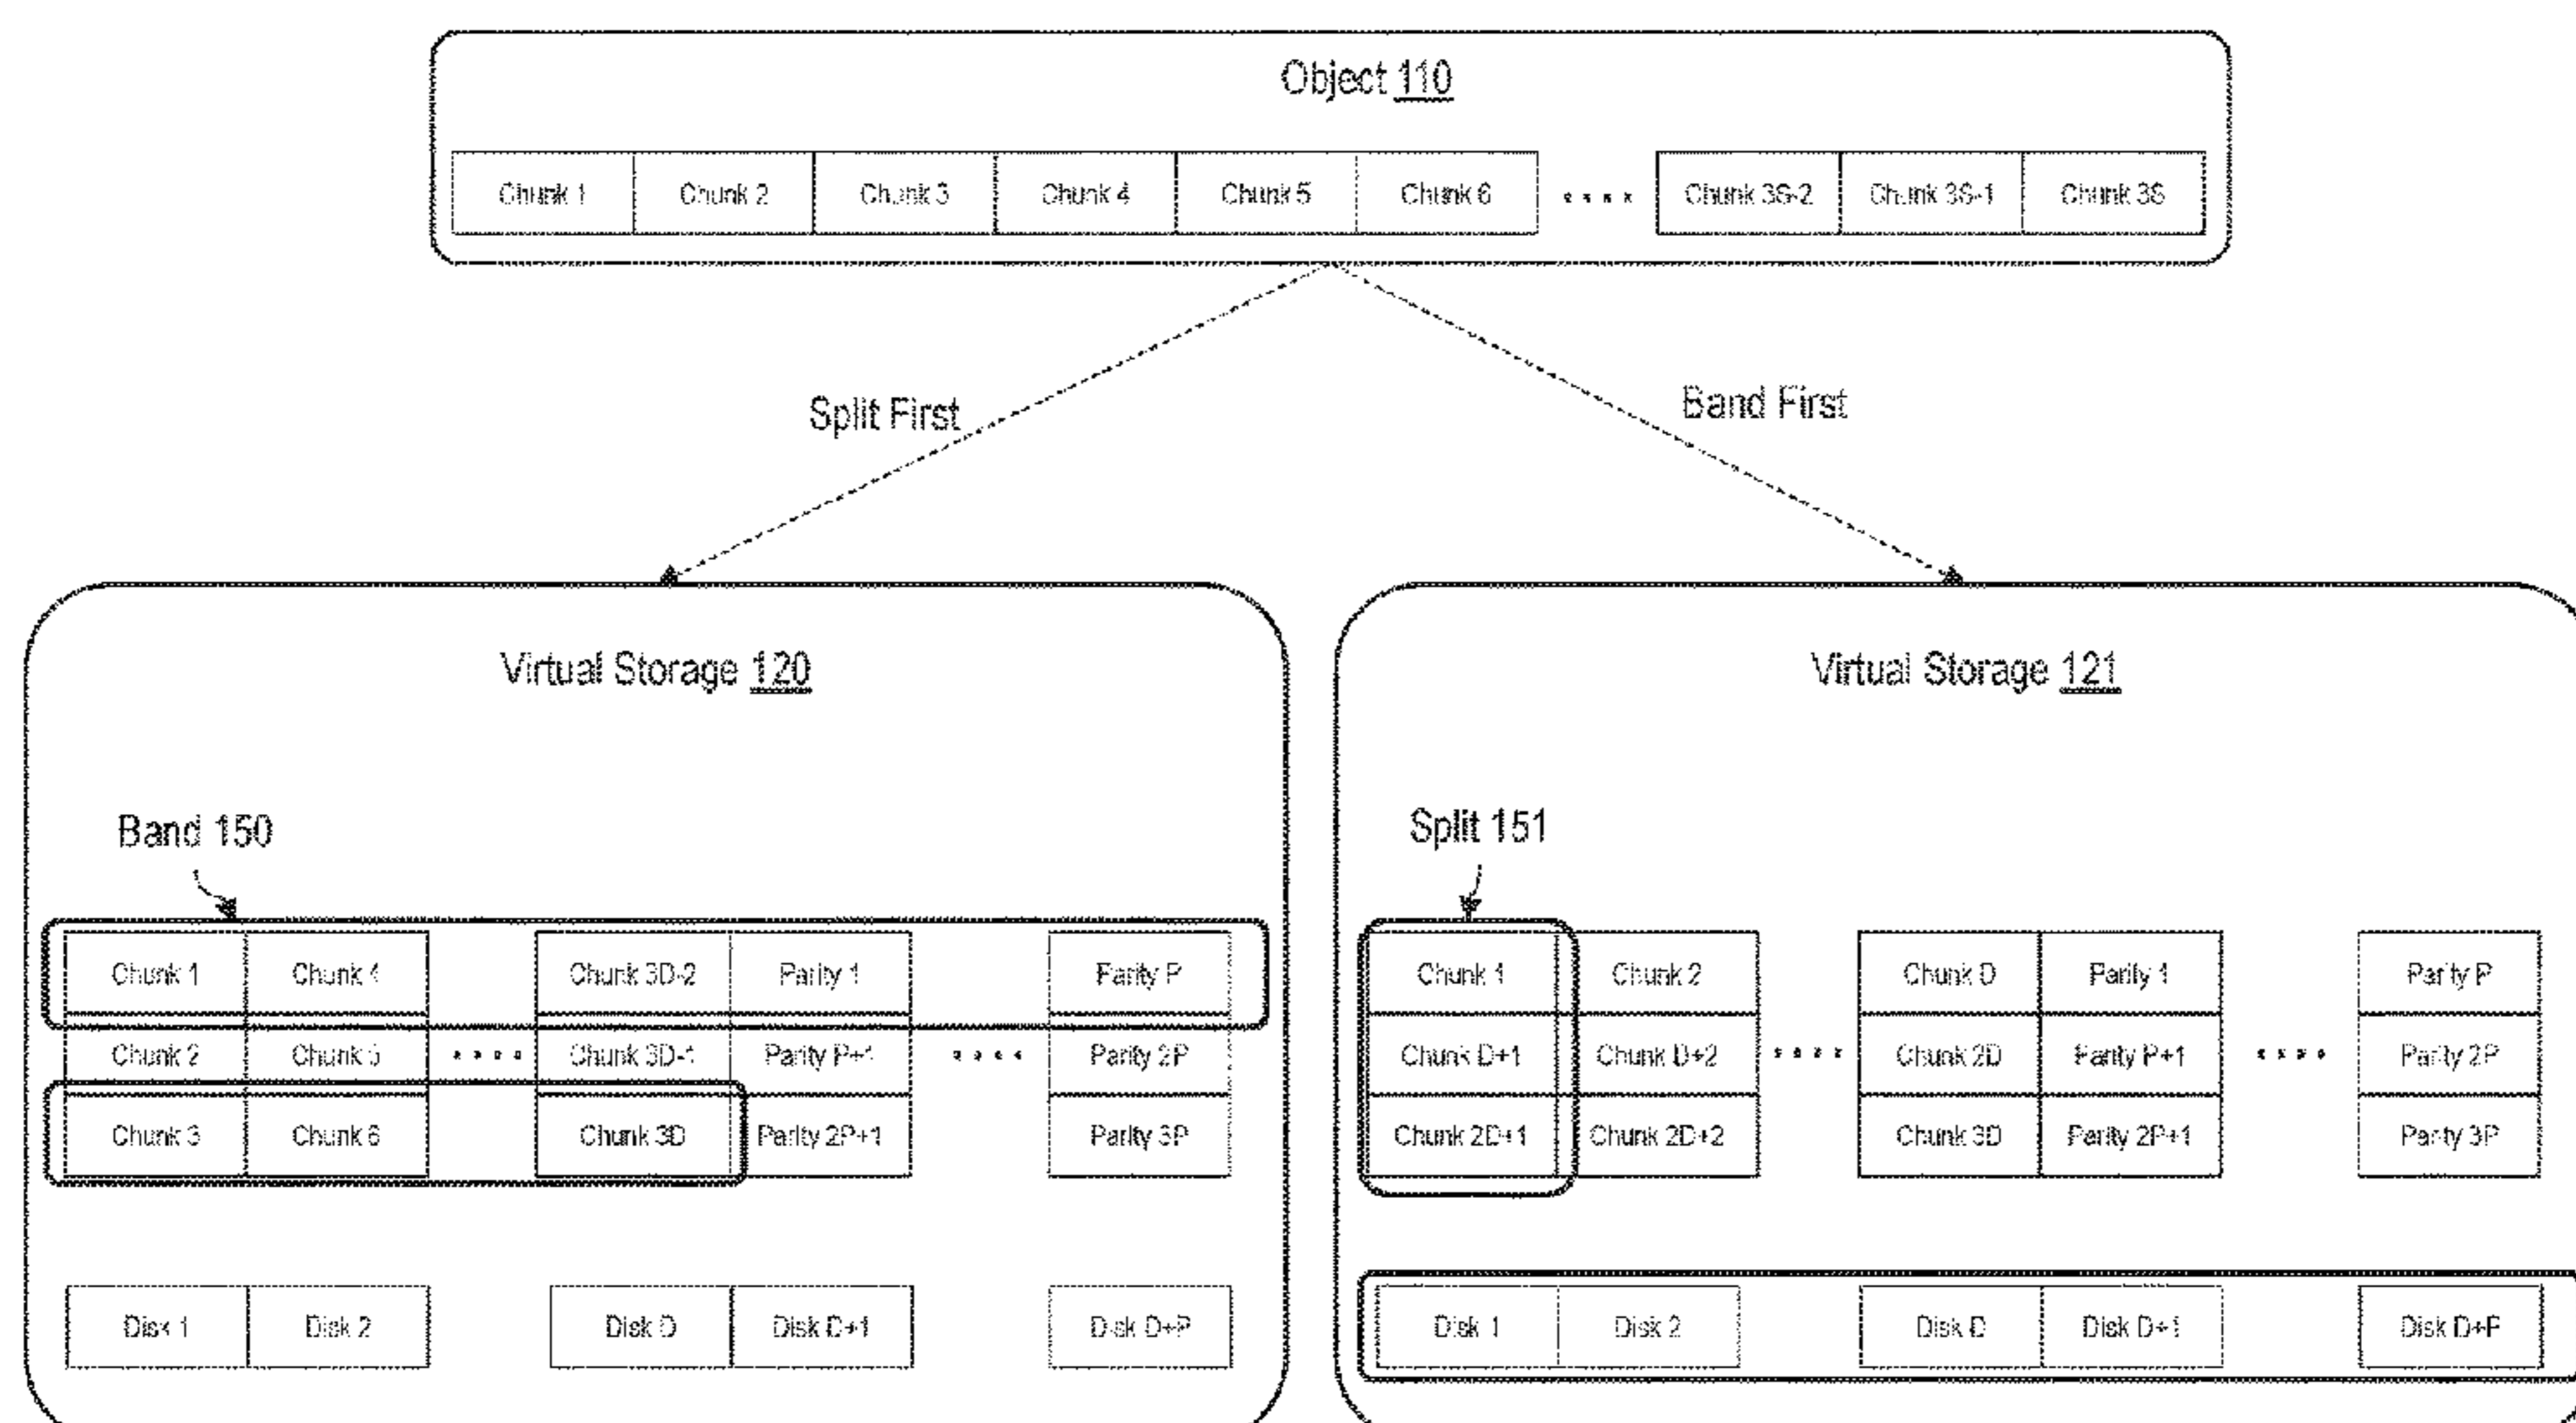 Object 110
Chunk 1 Chunk 2 Chunk 3 Chunk 4 Chunk 5 Chunk 6 .... Chunk 3S-2 Chunk 3S-1 Chunk 3S
Split First
Band First
Virtual Storage 120
Band 150
Chunk 1 Chunk 4 Chunk 3D-2 Parity 1 Parity P
Chunk 2 Chunk 5 .... Chunk 3D-1 Parity P+1 .... Parity 2P
Chunk 3 Chunk 6 Chunk 3D Parity 2P+1 Parity 3P
Disk 1 Disk 2 Disk D Disk D+1 Disk D+P
Virtual Storage 121
Split 151
Chunk 1 Chunk 2 Chunk D Parity 1 Parity P
Chunk D+1 Chunk D+2 .... Chunk 2D Parity P+1 .... Parity 2P
Chunk 2D+1 Chunk 2D+2 Chunk 3D Parity 2P+1 Parity 3P
Disk 1 Disk 2 Disk D Disk D+1 Disk D+P